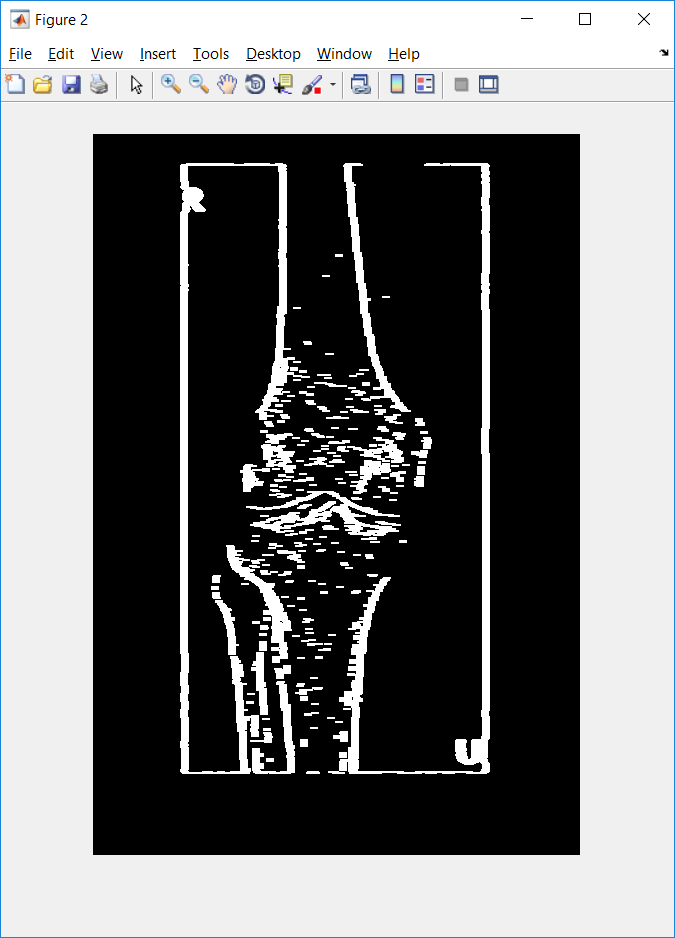 Figure 2
File Edit View Insert Tools Desktop Window Help
R
U